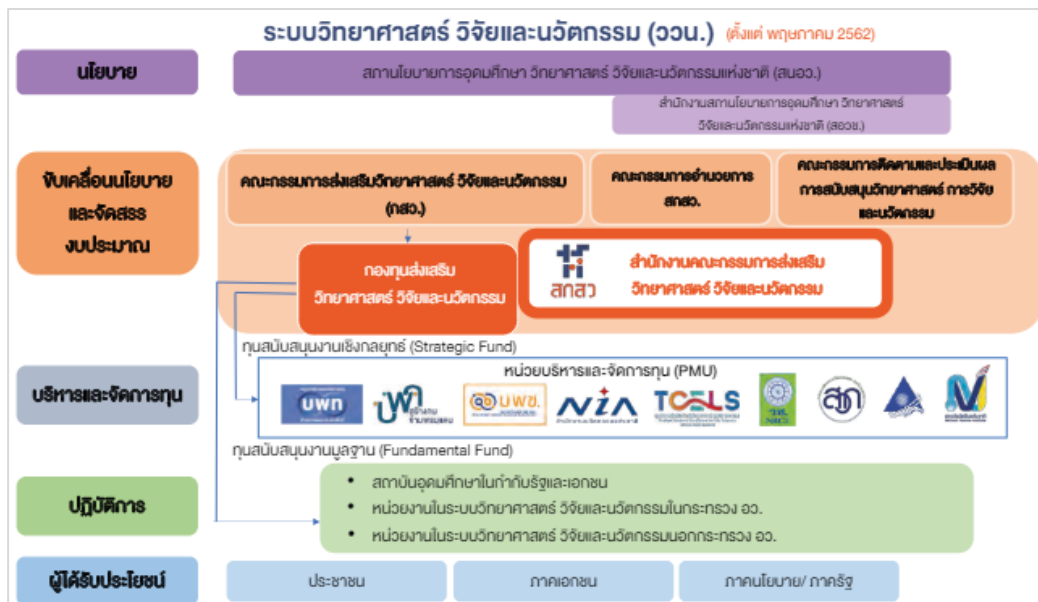 ระบบวิทยาศาสตร์ วิจัยและนวัตกรรม (ววน.) (ตั้งแต่ พฤษภาคม 2562)
นโยบาย
สภานโยบายการอุดมศึกษา วิทยาศาสตร์ วิจัยและนวัตกรรมแห่งชาติ (สนอว.)
สำนักงานสภานโยบายการอุดมศึกษา วิทยาศาสตร์
วิจัยและนวัตกรรมแห่งชาติ (สอวช.)
ขับเคลื่อนนโยบาย
และจัดสรร
งบประมาณ
คณะกรรมการส่งเสริมวิทยาศาสตร์ วิจัยและนวัตกรรม
(กสว.)
คณะกรรมการอำนวยการ
สกสว.
คณะกรรมการติดตามและประเมินผล
การสนับสนุนวิทยาศาสตร์ การวิจัย
และนวัตกรรม
กองทุนส่งเสริม
วิทยาศาสตร์ วิจัยและนวัตกรรม
สกสว
สำนักงานคณะกรรมการส่งเสริม
วิทยาศาสตร์ วิจัยและนวัตกรรม
ทุนสนับสนุนงานเชิงกลยุทธ์ (Strategic Fund)
บริหารและจัดการทุน
หน่วยบริหารและจัดการทุน (PMU)
บพท
บพค
บพข.
NiA
สำนักงานนวัตกรรมแห่งชาติ
TCELS
สวก
ทุนสนับสนุนงานมูลฐาน (Fundamental Fund)
ปฏิบัติการ
• สถาบันอุดมศึกษาในกำกับรัฐและเอกชน
• หน่วยงานในระบบวิทยาศาสตร์ วิจัยและนวัตกรรมในกระทรวง อว.
• หน่วยงานในระบบวิทยาศาสตร์ วิจัยและนวัตกรรมนอกกระทรวง อว.
ผู้ได้รับประโยชน์
ประชาชน
ภาคเอกชน
ภาคนโยบาย/ ภาครัฐ